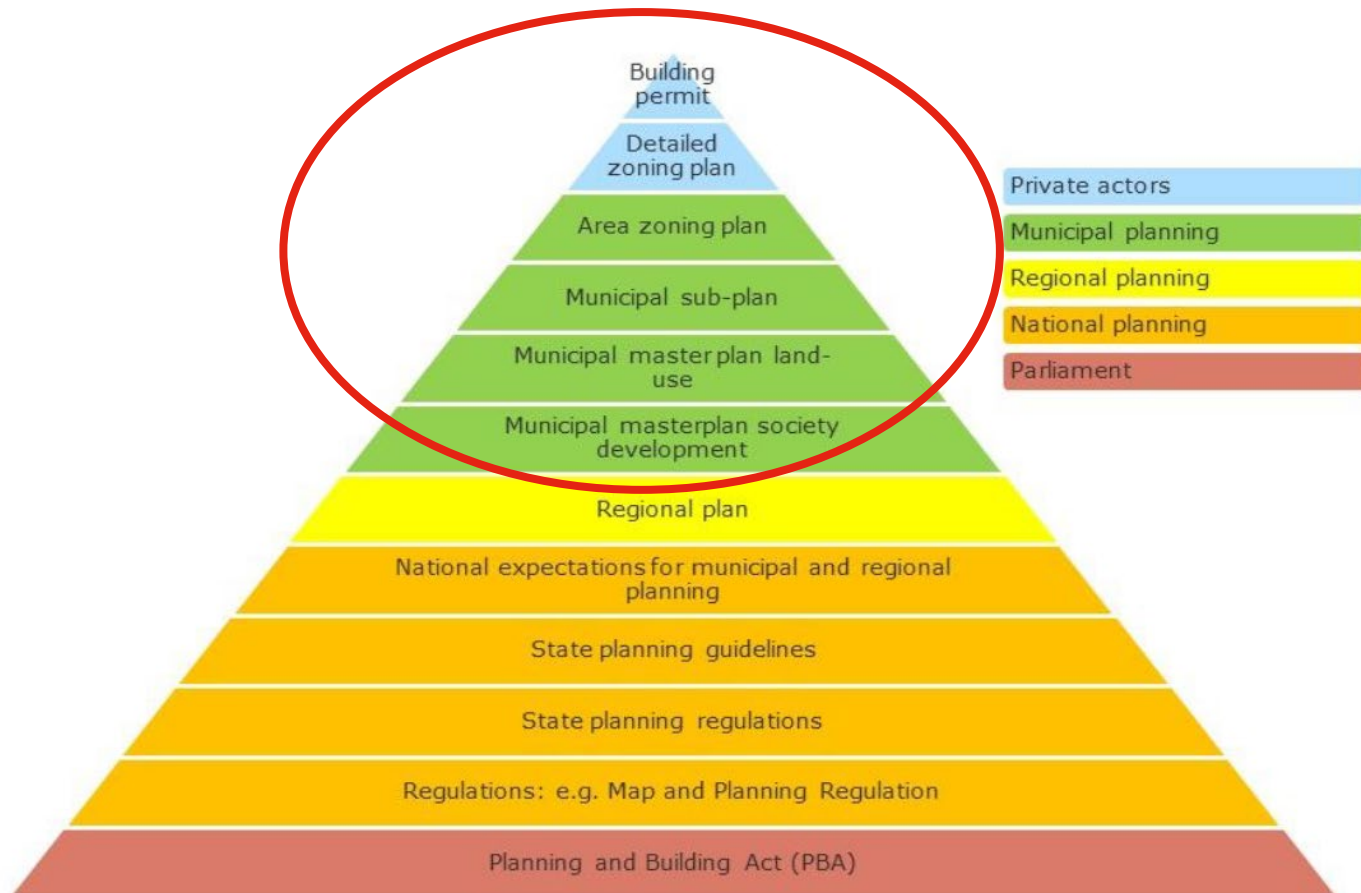 Building
permit
Detailed
zoning plan
Area zoning plan
Municipal sub-plan
Municipal master plan land-
use
Municipal masterplan society
development
Regional plan
National expectations for municipal and regional
planning
State planning guidelines
State planning regulations
Regulations: e.g. Map and Planning Regulation
Planning and Building Act (PBA)
Private actors
Municipal planning
Regional planning
National planning
Parliament